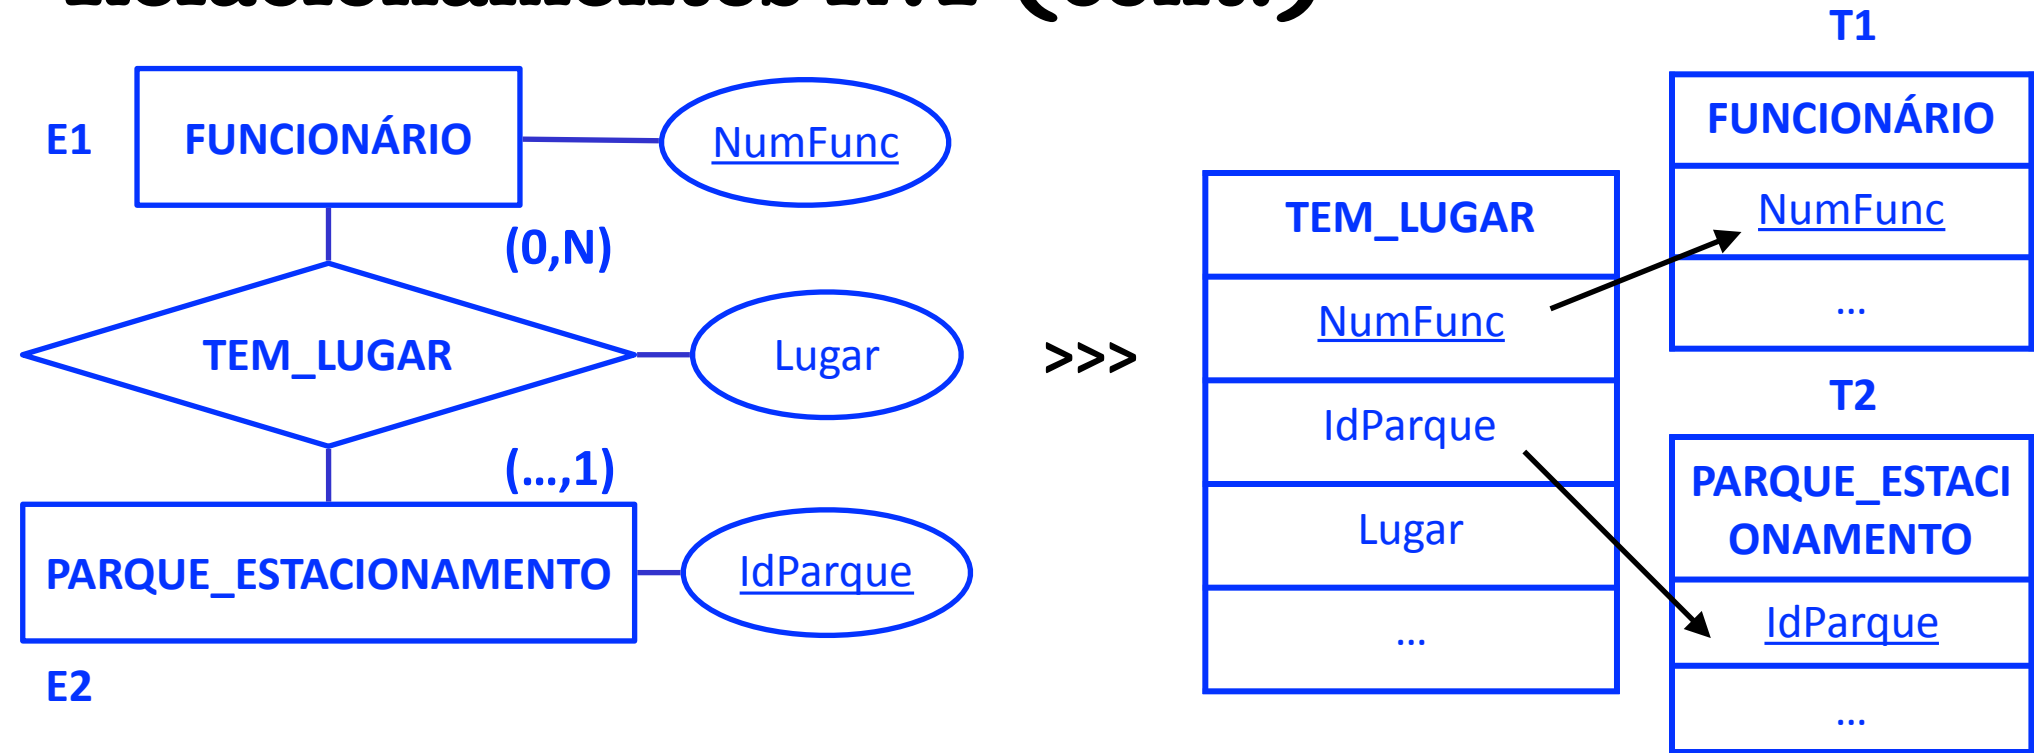 (cont.)
E1
FUNCIONÁRIO
NumFunc
(0,N)
TEM_LUGAR
Lugar
(...,1)
PARQUE_ESTACIONAMENTO
IdParque
E2
>>>
TEM_LUGAR
NumFunc
IdParque
Lugar
...
T1
FUNCIONÁRIO
NumFunc
...
T2
PARQUE_ESTACI
ONAMENTO
IdParque
...